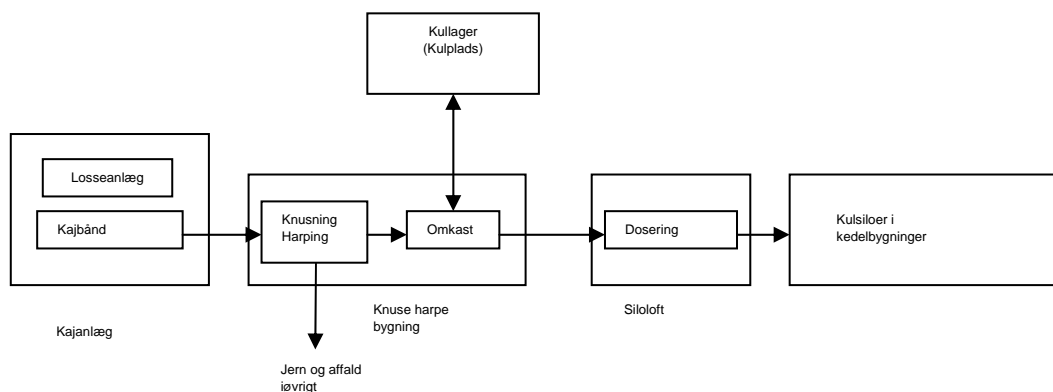 Kullager
(Kulplads)
Losseanlæg
Kajbånd
Knusning
Harping
Omkast
Dosering
Kulsiloer i
kedelbygninger
Kajanlæg
Knuse harpe
bygning
Siloloft
Jern og affald
iøvrigt